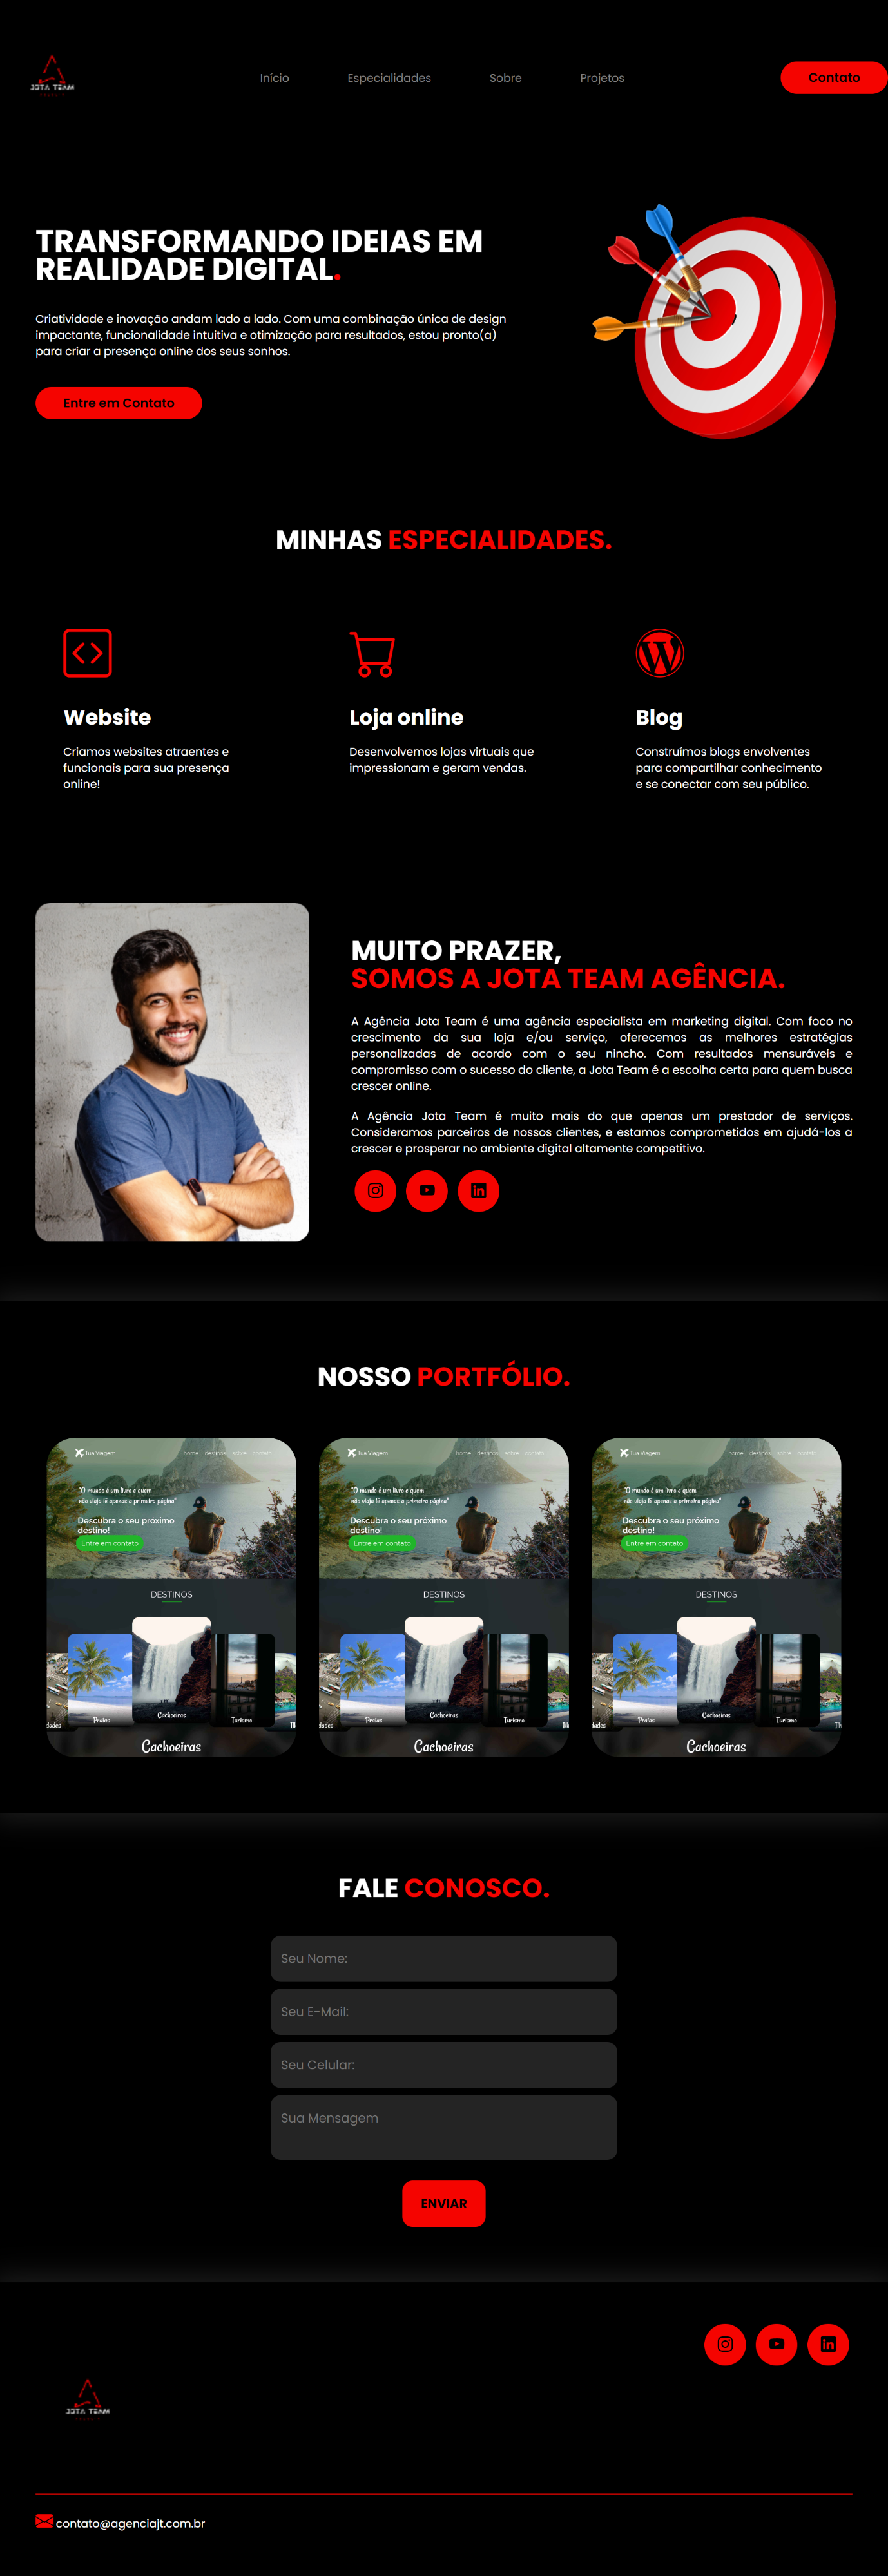 JOTA TEAM
Início
Especialidades
Sobre
Projetos
Contato
TRANSFORMANDO IDEIAS EM
REALIDADE DIGITAL.
Criatividade e inovação andam lado a lado. Com uma combinação única de design
impactante, funcionalidade intuitiva e otimização para resultados, estou pronto(a)
para criar a presença online dos seus sonhos.
Entre em Contato
MINHAS ESPECIALIDADES.
Website
Criamos websites atraentes e
funcionais para sua presença
online!
Loja online
Desenvolvemos lojas virtuais que
impressionam e geram vendas.
Blog
Construímos blogs envolventes
para compartilhar conhecimento
e se conectar com seu público.
MUITO PRAZER,
SOMOS A JOTA TEAM AGÊNCIA.
A Agência Jota Team é uma agência especialista em marketing digital. Com foco no
crescimento da sua loja e/ou serviço, oferecemos as melhores estratégias
personalizadas de acordo com o seu nincho. Com resultados mensuráveis e
compromisso com o sucesso do cliente, a Jota Team é a escolha certa para quem busca
crescer online.
A Agência Jota Team é muito mais do que apenas um prestador de serviços.
Consideramos parceiros de nossos clientes, e estamos comprometidos em ajudá-los a
crescer e prosperar no ambiente digital altamente competitivo.
NOSSO PORTFÓLIO.
Tua Viagem
home destinos sobre contato
"O mundo é um livro e quem
não viaja lê apenas a primeira página"
Descubra o seu próximo
destino!
Entre em contato
DESTINOS
Praias
Cachoeiras
Turismo
Cachoeiras
Tua Viagem
home destinos sobre contato
"O mundo é um livro e quem
não viaja lê apenas a primeira página"
Descubra o seu próximo
destino!
Entre em contato
DESTINOS
Praias
Cachoeiras
Turismo
Cachoeiras
Tua Viagem
home destinos sobre contato
"O mundo é um livro e quem
não viaja lê apenas a primeira página"
Descubra o seu próximo
destino!
Entre em contato
DESTINOS
Praias
Cachoeiras
Turismo
Cachoeiras
FALE CONOSCO.
Seu Nome:
Seu E-Mail:
Seu Celular:
Sua Mensagem
ENVIAR
JOTA TEAM
contato@agenciajt.com.br